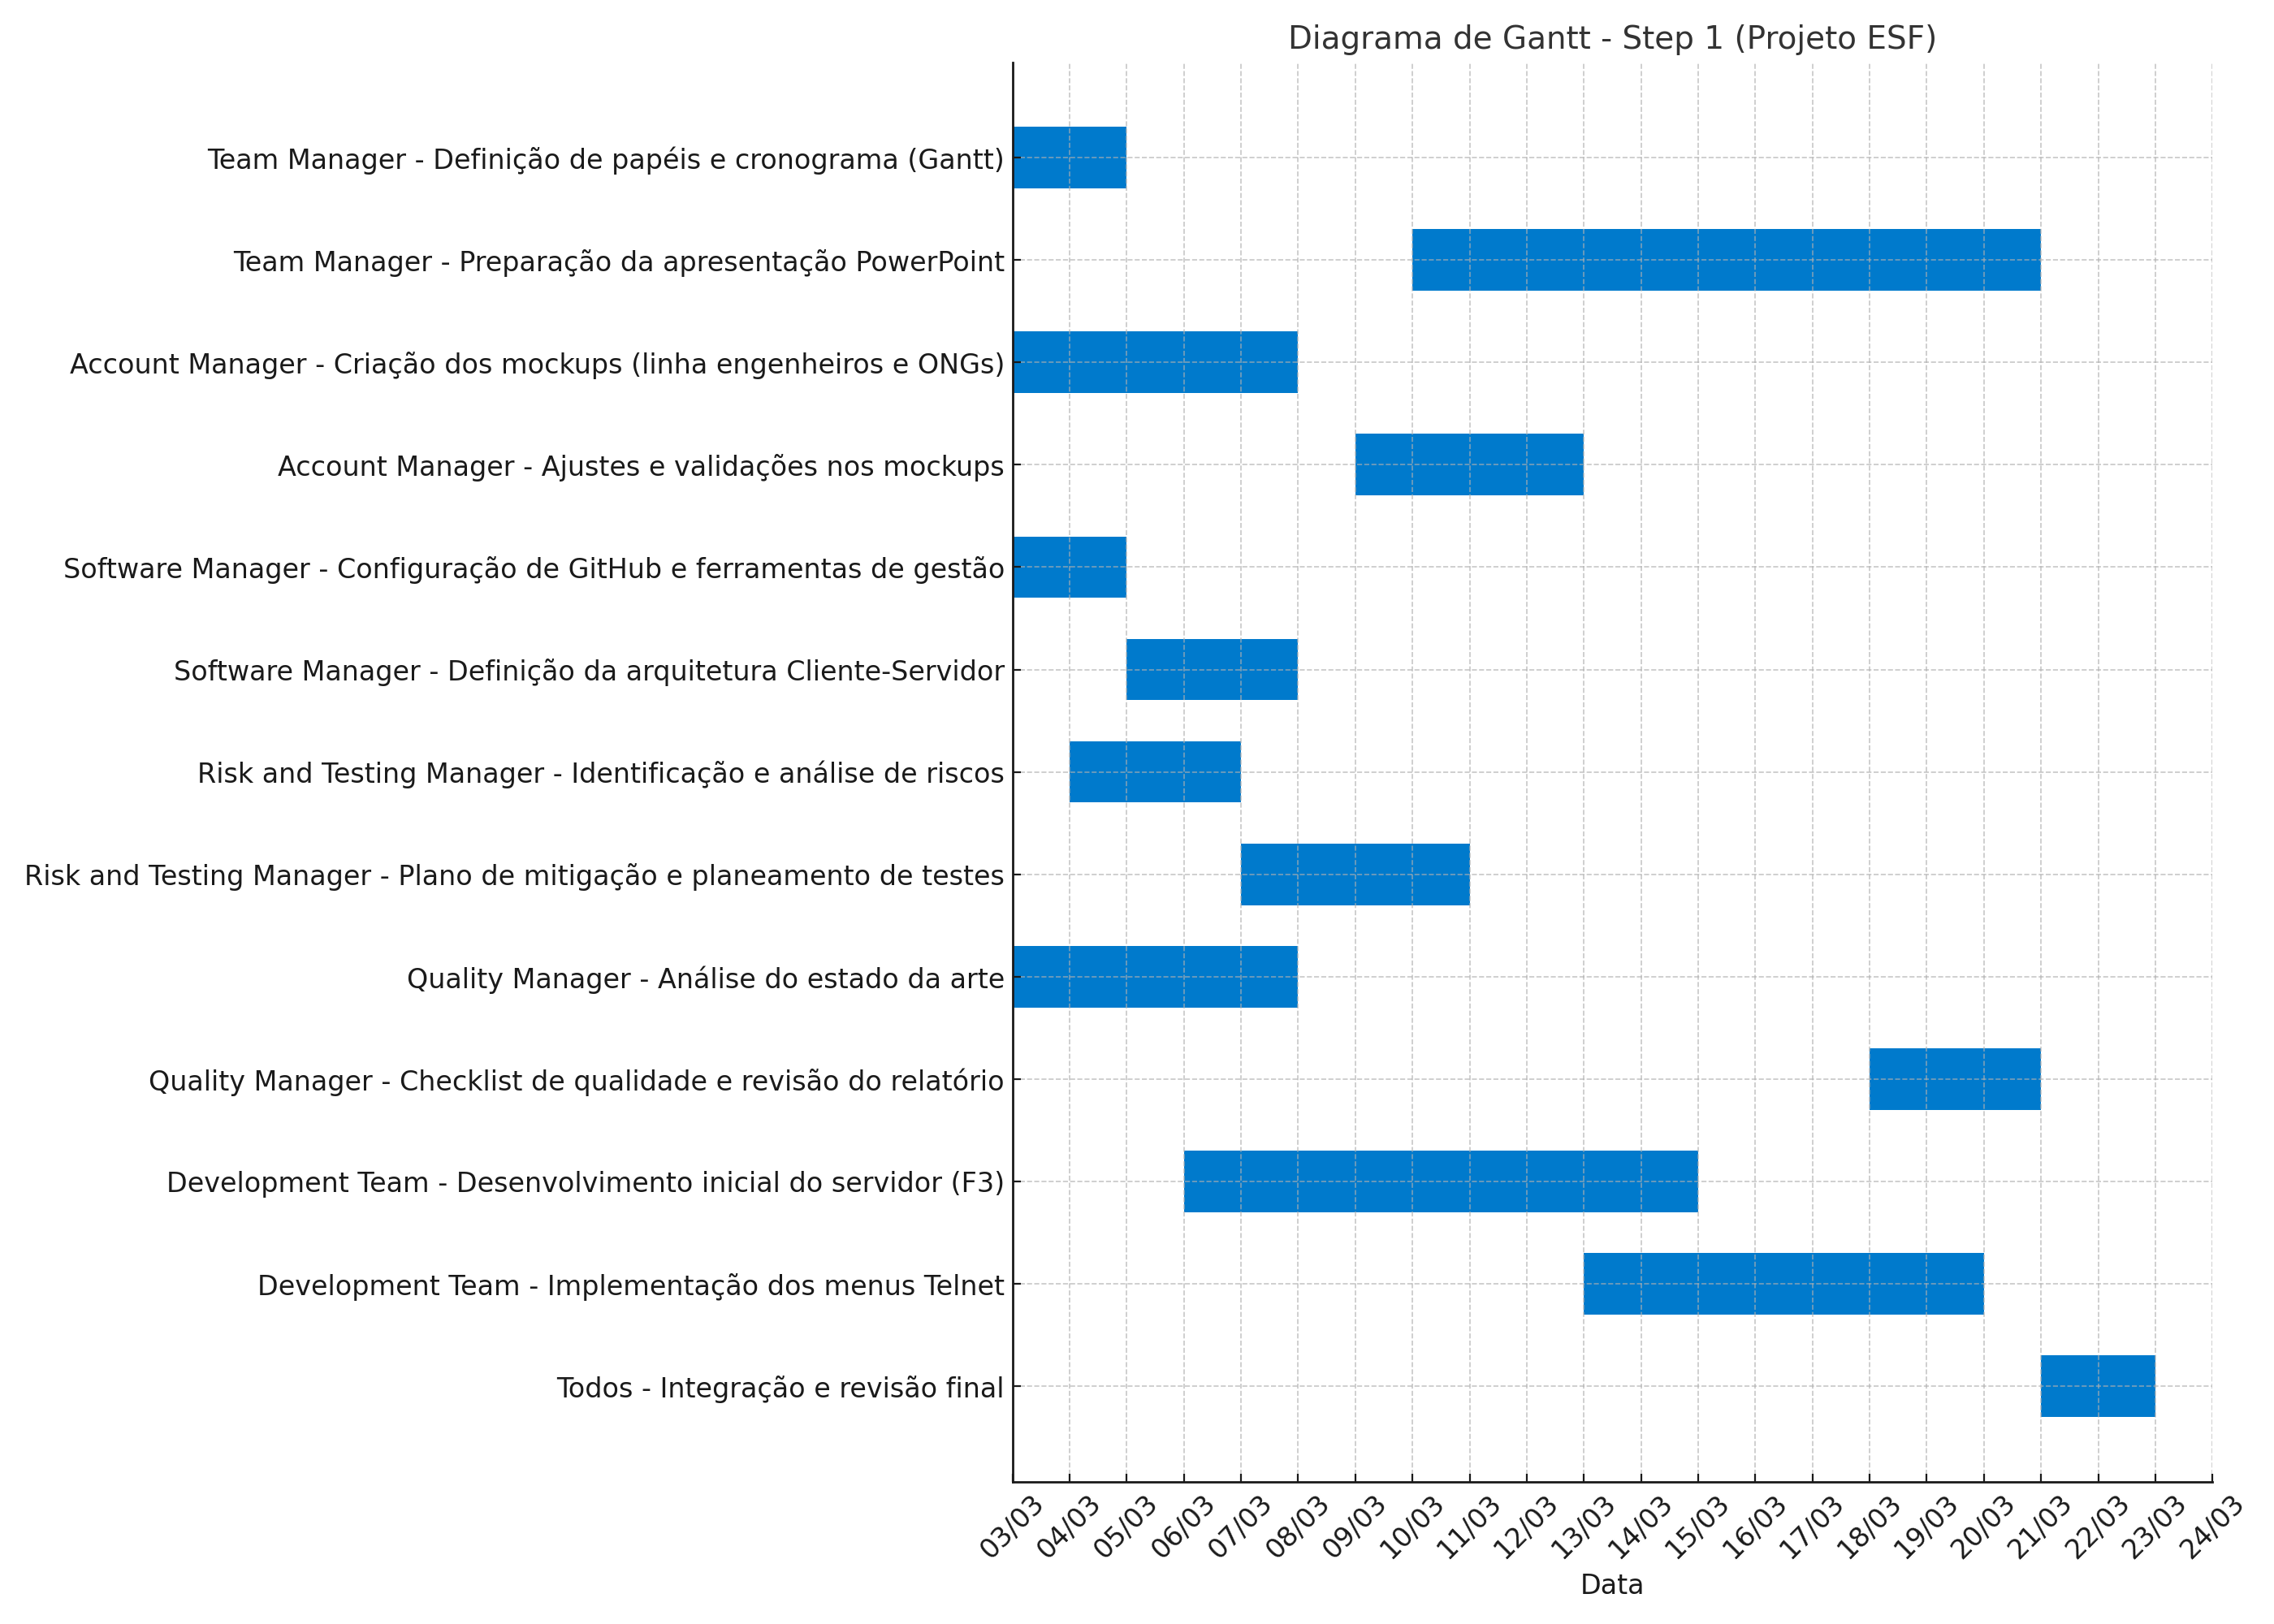 Diagrama de Gantt - Step 1 (Projeto ESF)
Team Manager - Definição de papéis e cronograma (Gantt)
Team Manager - Preparação da apresentação PowerPoint
Account Manager - Criação dos mockups (linha engenheiros e ONGs)
Account Manager - Ajustes e validações nos mockups
Software Manager - Configuração de GitHub e ferramentas de gestão
Software Manager - Definição da arquitetura Cliente-Servidor
Risk and Testing Manager - Identificação e análise de riscos
Risk and Testing Manager - Plano de mitigação e planeamento de testes
Quality Manager - Análise do estado da arte
Quality Manager - Checklist de qualidade e revisão do relatório
Development Team - Desenvolvimento inicial do servidor (F3)
Development Team - Implementação dos menus Telnet
Todos - Integração e revisão final
03/03
04/03
05/03
06/03
07/03
08/03
09/03
10/03
11/03
12/03
13/03
14/03
15/03
16/03
17/03
18/03
19/03
20/03
21/03
22/03
23/03
24/03
Data